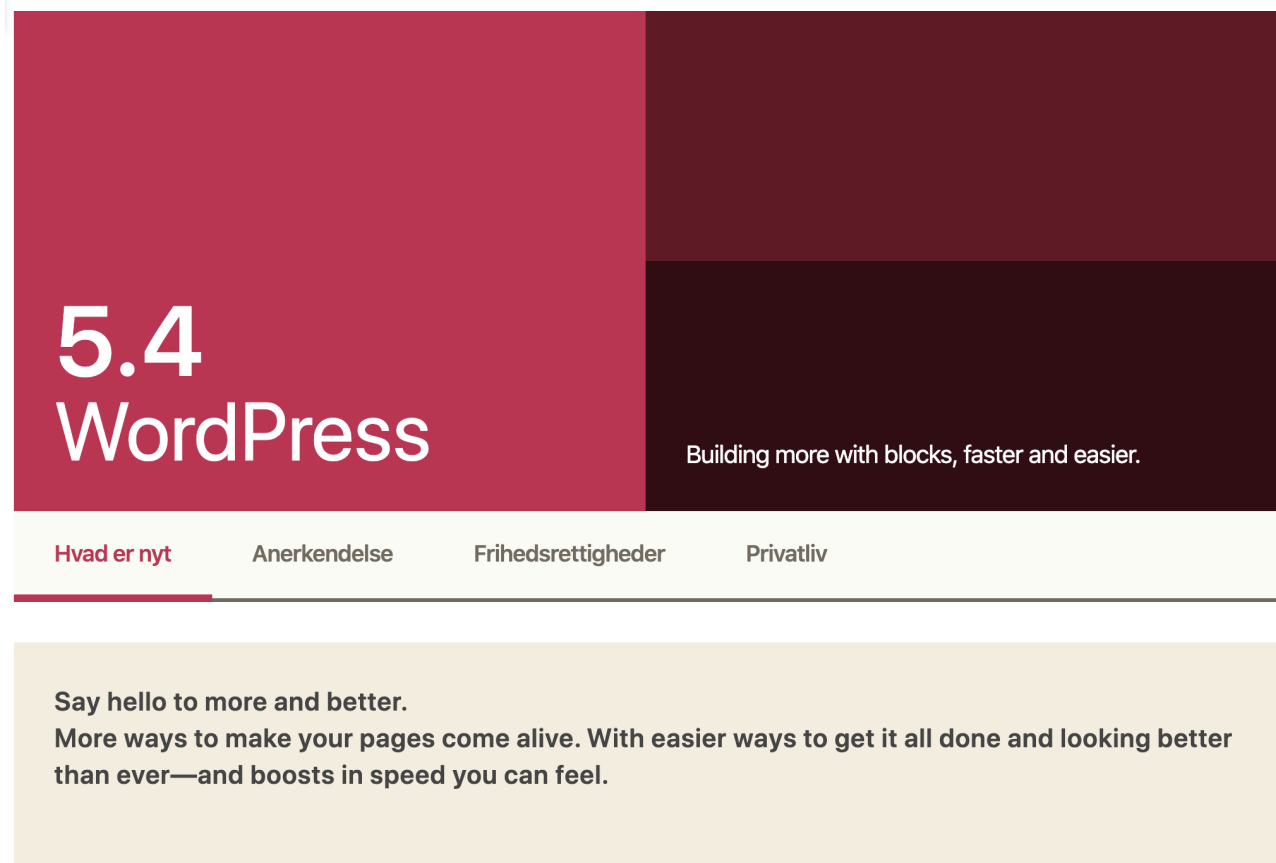 5.4
WordPress
Building more with blocks, faster and easier.
Hvad er nyt
Anerkendelse
Frihedsrettigheder
Privatliv
Say hello to more and better.
More ways to make your pages come alive. With easier ways to get it all done and looking better
than ever—and boosts in speed you can feel.